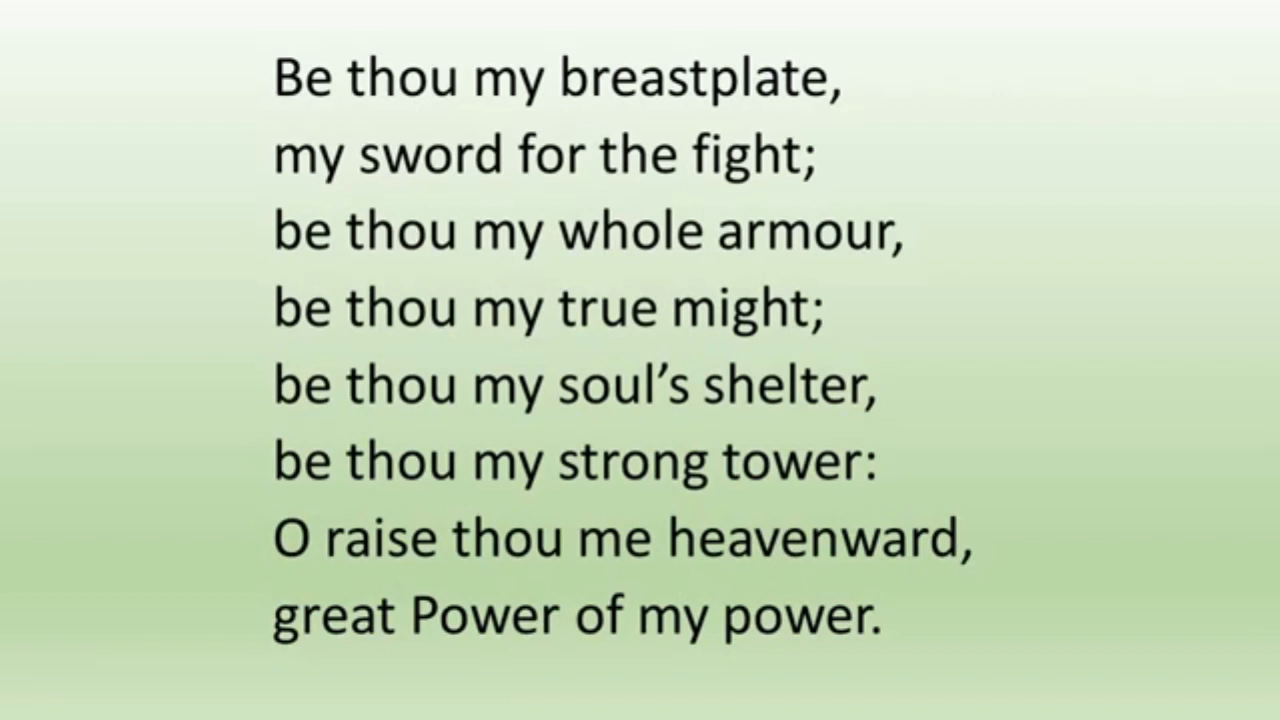 Be thou my breastplate,
my sword for the fight;
be thou my whole armour,
be thou my true might;
be thou my soul’s shelter,
be thou my strong tower:
O raise thou me heavenward,
great Power of my power.